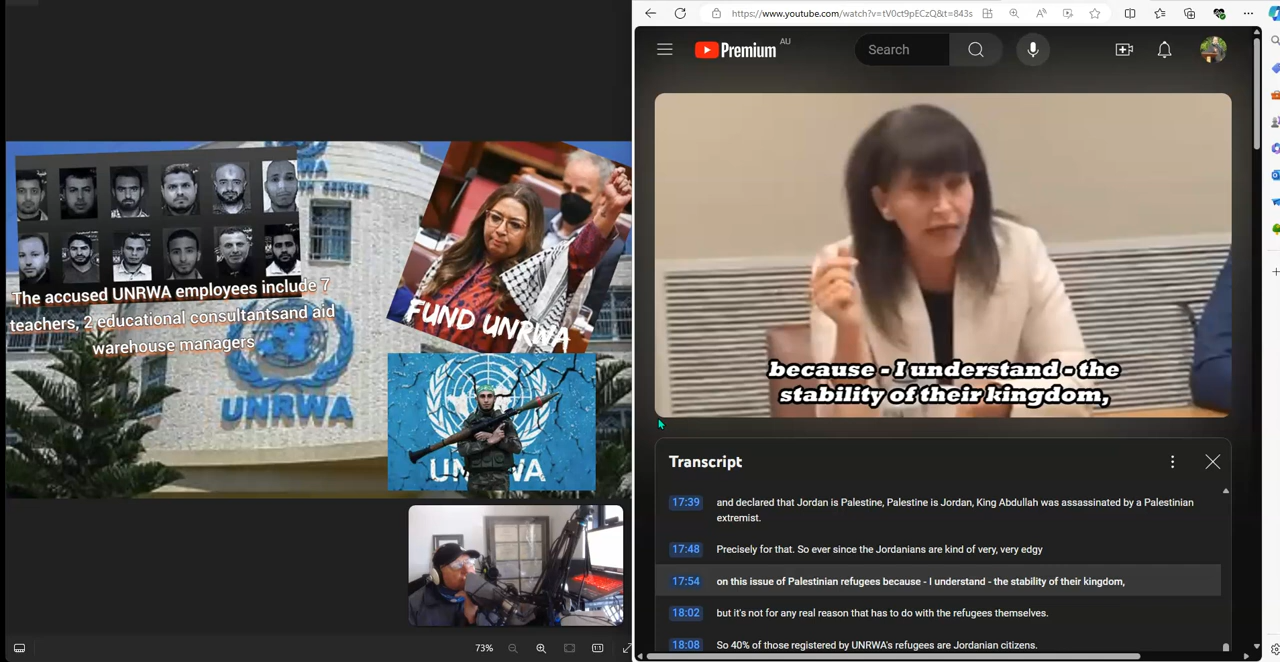 The accused UNRWA employees include 7
teachers, 2 educational consultantsand aid
warehouse managers
UNRWA
FUND UNRWA
73%
https://www.youtube.com/watch?v=tV0ct9pECzQ&t=843s
Premium
AU
Search
because - I understand - the
stability of their kingdom,
Transcript
17:39 and declared that Jordan is Palestine, Palestine is Jordan, King Abdullah was assassinated by a Palestinian
extremist.
17:48 Precisely for that. So ever since the Jordanians are kind of very, very edgy
17:54 on this issue of Palestinian refugees because - I understand - the stability of their kingdom,
18:02 but it's not for any real reason that has to do with the refugees themselves.
18:08 So 40% of those registered by UNRWA's refugees are Jordanian citizens.